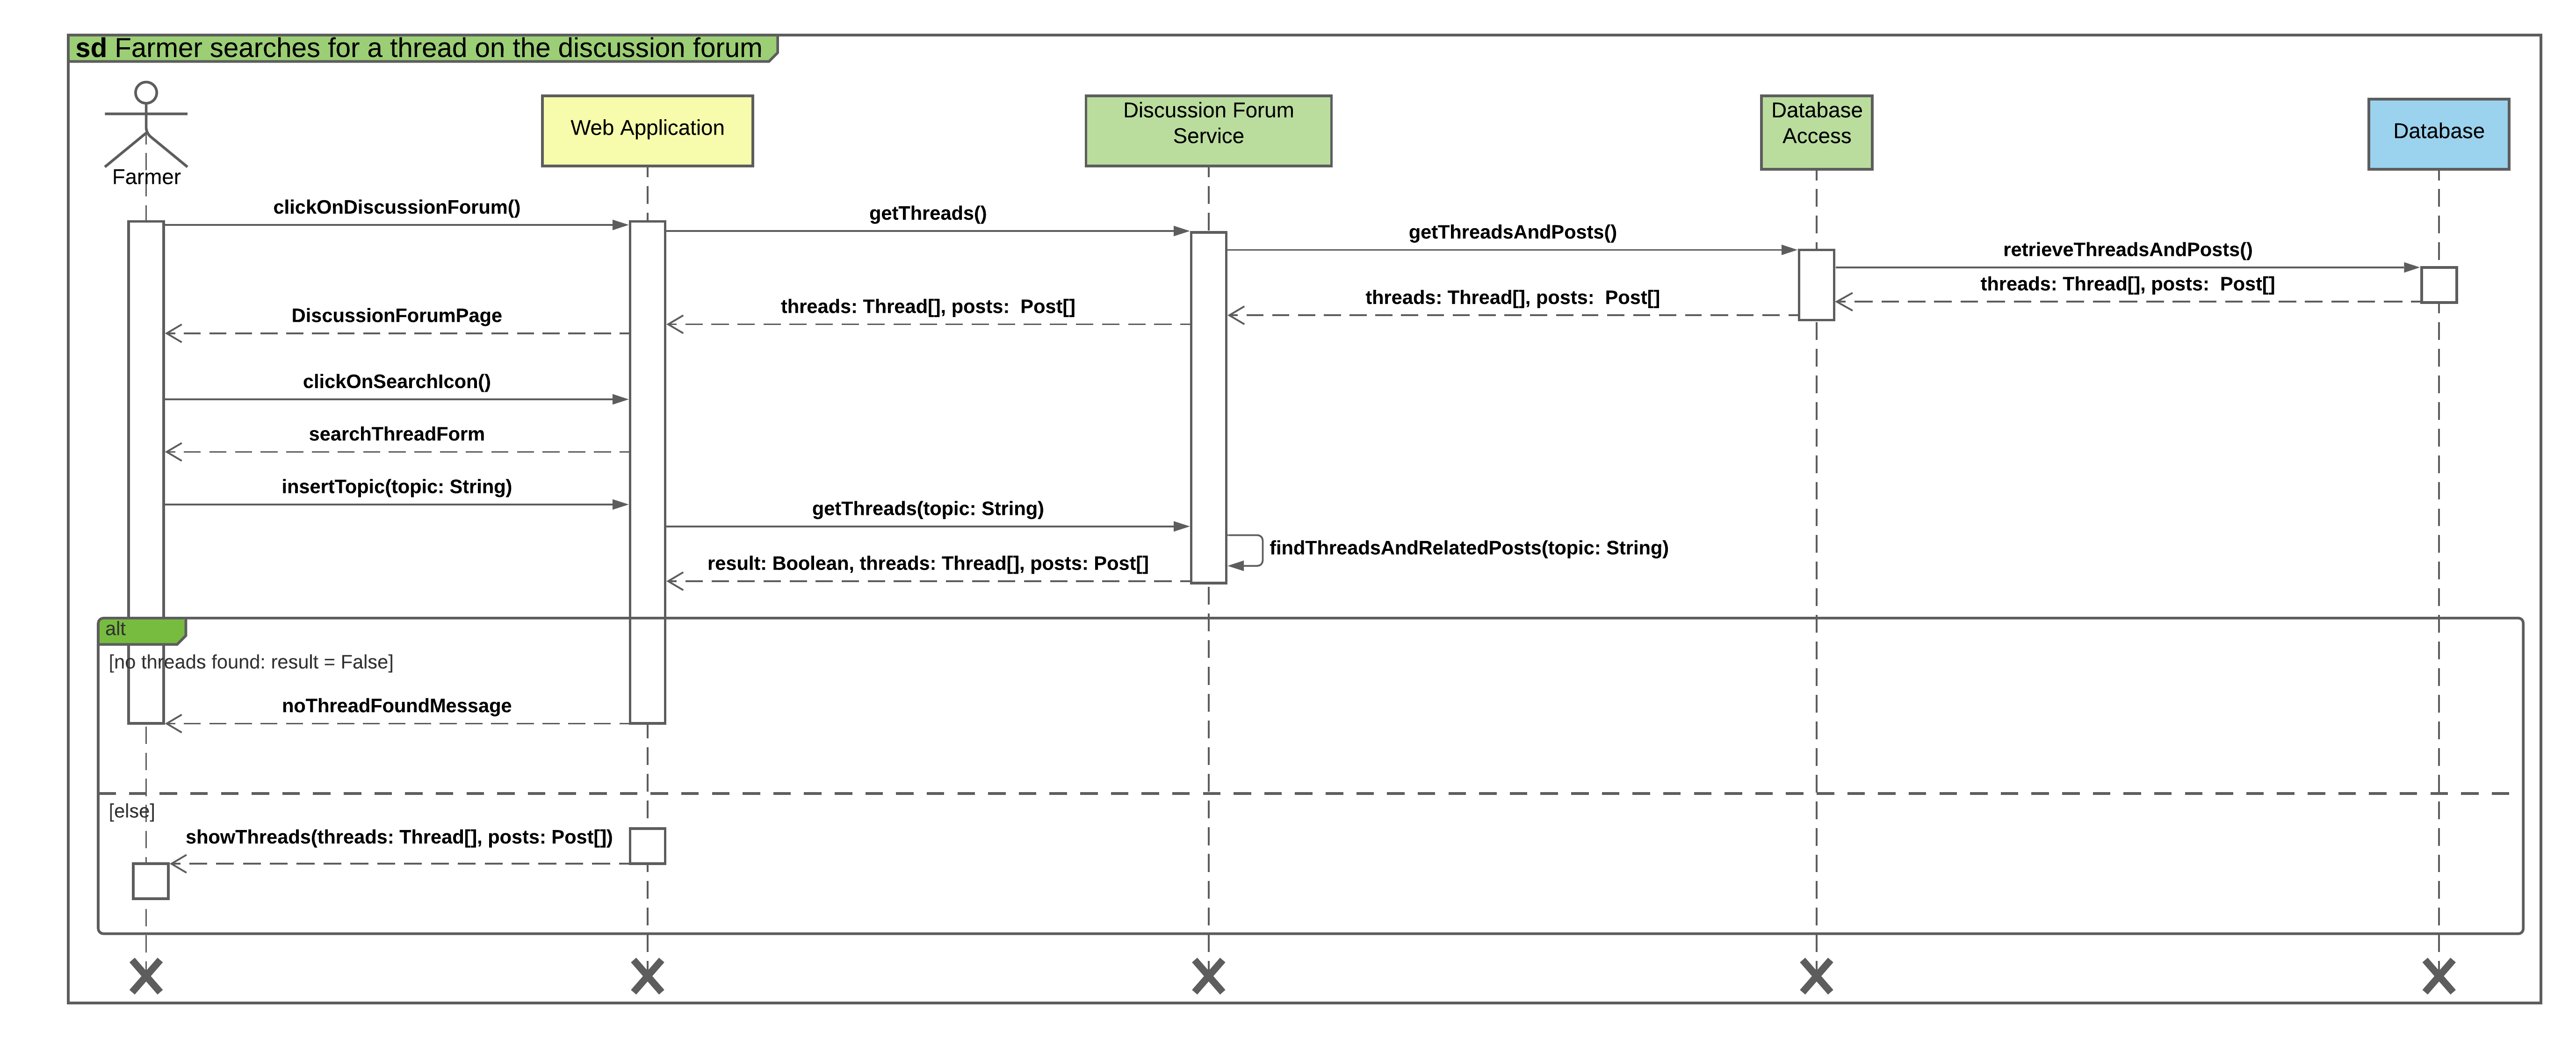 sd Farmer searches for a thread on the discussion forum
Farmer
Web Application
Discussion Forum
Service
Database
Access
Database
clickOnDiscussionForum()
getThreads()
getThreadsAndPosts()
retrieveThreadsAndPosts()
threads: Thread[], posts:  Post[]
threads: Thread[], posts:  Post[]
threads: Thread[], posts:  Post[]
DiscussionForumPage
clickOnSearchIcon()
searchThreadForm
insertTopic(topic: String)
getThreads(topic: String)
findThreadsAndRelatedPosts(topic: String)
result: Boolean, threads: Thread[], posts: Post[]
alt
[no threads found: result = False]
noThreadFoundMessage
[else]
showThreads(threads: Thread[], posts: Post[])